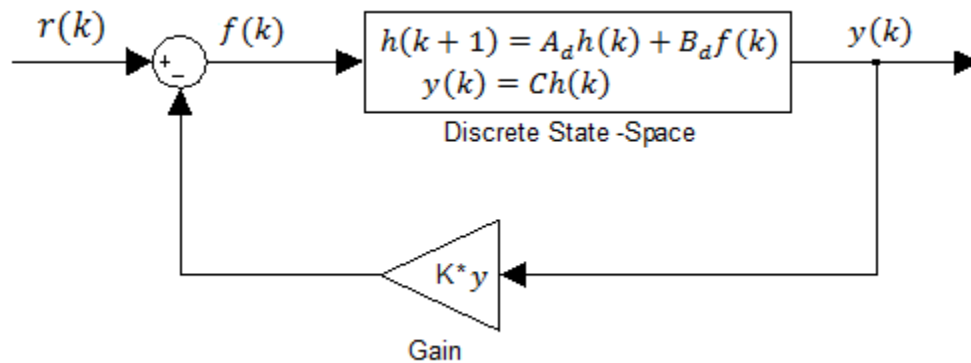 r(k)
f(k)
h(k + 1) = A_d h(k) + B_d f(k)
y(k) = Ch(k)
y(k)
+
−
Discrete State -Space
K* y
Gain